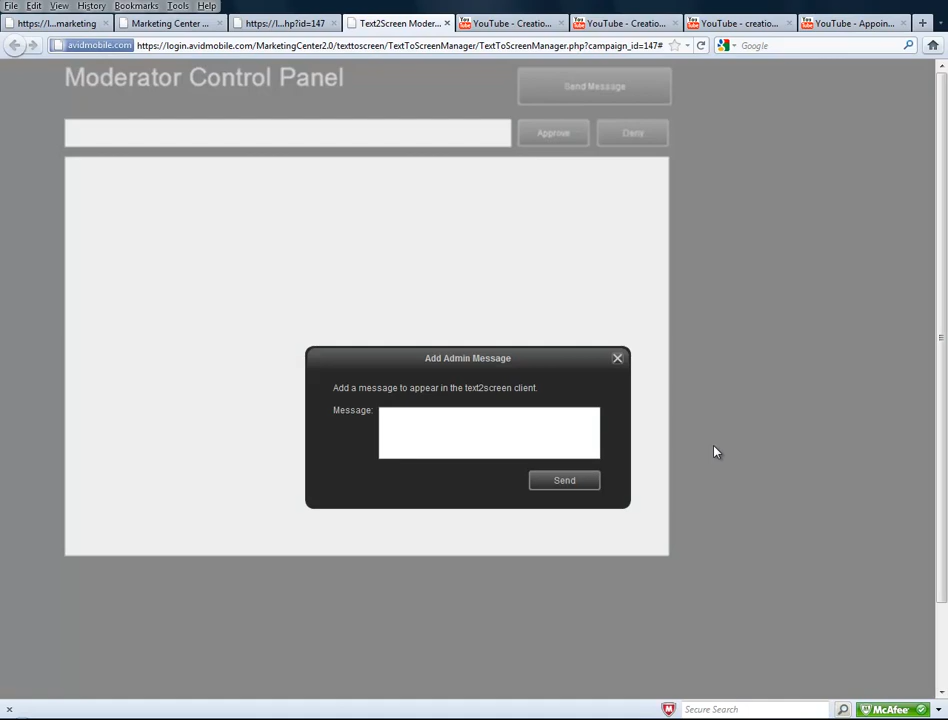 File Edit View History Bookmarks Tools Help
https://l...marketing
Marketing Center ...
https://l...hp?id=147
Text2Screen Moder...
YouTube - Creatio...
YouTube - Creatio...
YouTube - creatio...
YouTube - Appoin...
avidmobile.com https://login.avidmobile.com/MarketingCenter2.0/texttoscreen/TextToScreenManager/TextToScreenManager.php?campaign_id=147# Google
Moderator Control Panel
Send Message
Approve Deny
Add Admin Message
Add a message to appear in the text2screen client.
Message:
Send
Secure Search McAfee